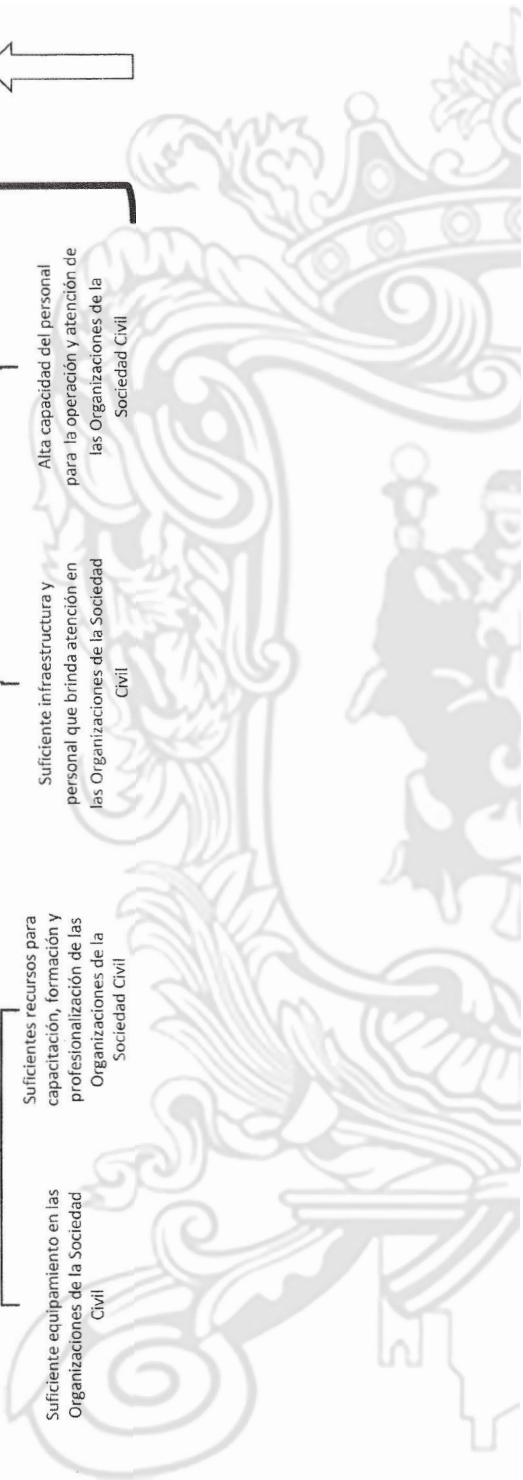 Suficiente equipamiento en las
Organizaciones de la Sociedad
Civil
Suficientes recursos para
capacitación, formación y
profesionalización de las
Organizaciones de la
Sociedad Civil
Suficiente infraestructura y
personal que brinda atención en
las Organizaciones de la Sociedad
Civil
Alta capacidad del personal
para la operación y atención de
las Organizaciones de la
Sociedad Civil